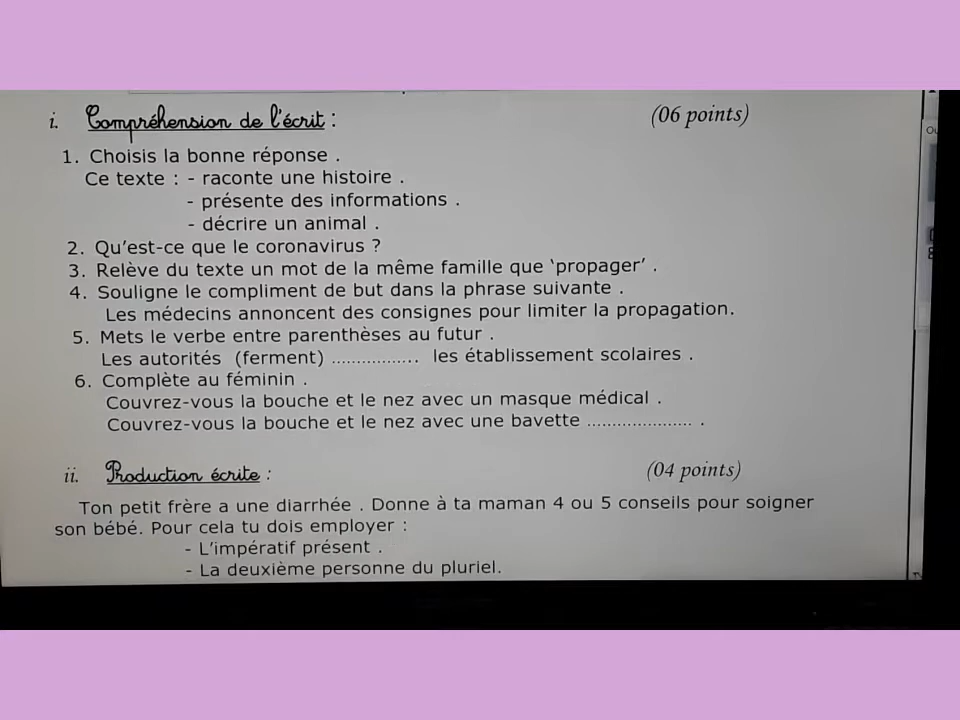 i. Compréhension de l'écrit : (06 points)
1. Choisis la bonne réponse .
Ce texte : - raconte une histoire .
- présente des informations .
- décrire un animal .
2. Qu'est-ce que le coronavirus ?
3. Relève du texte un mot de la même famille que 'propager' .
4. Souligne le compliment de but dans la phrase suivante .
Les médecins annoncent des consignes pour limiter la propagation.
5. Mets le verbe entre parenthèses au futur .
Les autorités (ferment) ................. les établissement scolaires .
6. Complète au féminin .
Couvrez-vous la bouche et le nez avec un masque médical .
Couvrez-vous la bouche et le nez avec une bavette ..................... .
ii. Production écrite : (04 points)
Ton petit frère a une diarrhée . Donne à ta maman 4 ou 5 conseils pour soigner
son bébé. Pour cela tu dois employer :
- L'impératif présent .
- La deuxième personne du pluriel.